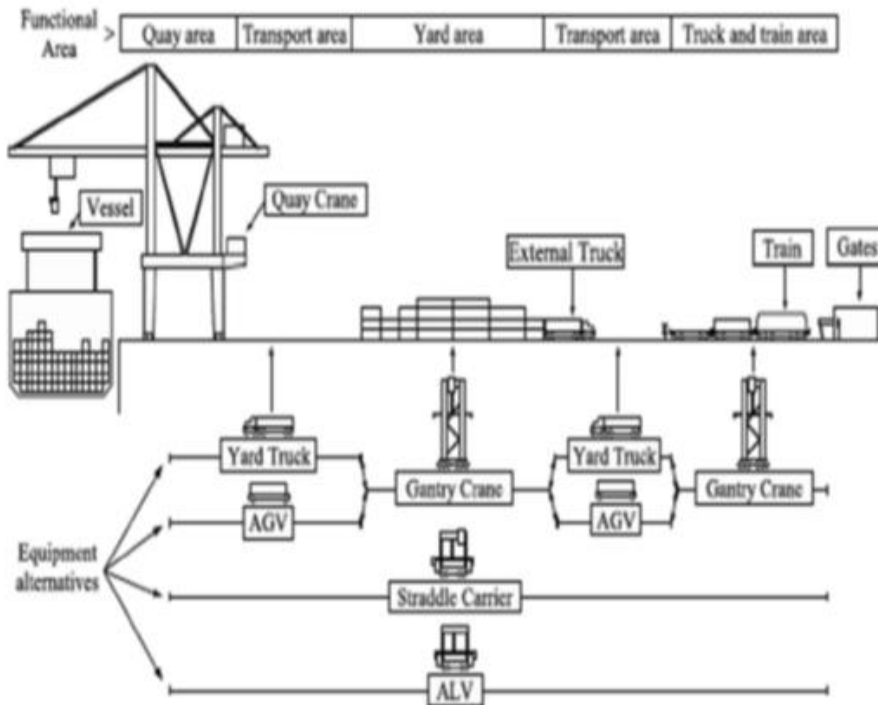 Functional
Area >
Quay area
Transport area
Yard area
Transport area
Truck and train area
Vessel
Quay Crane
External Truck
Train
Gates
Yard Truck
Yard Truck
Gantry Crane
Gantry Crane
AGV
AGV
Equipment
alternatives
Straddle Carrier
ALV